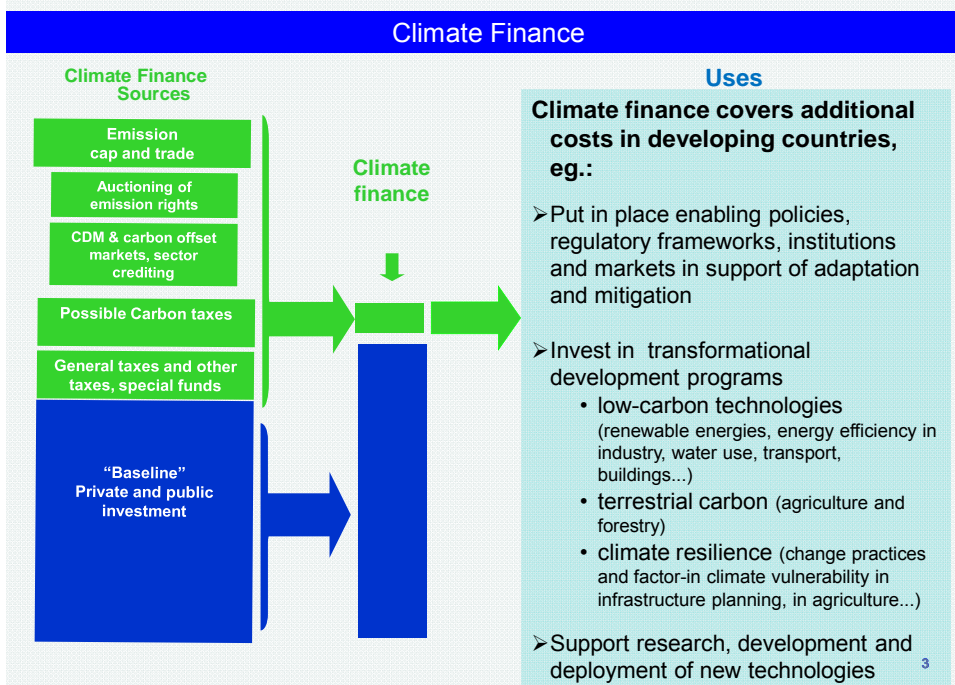 Climate Finance
Climate Finance
Sources
Emission
cap and trade
Auctioning of
emission rights
CDM & carbon offset
markets, sector
crediting
Possible Carbon taxes
General taxes and other
taxes, special funds
“Baseline”
Private and public
investment
Climate
finance
Uses
Climate finance covers additional
costs in developing countries,
eg.:
➢Put in place enabling policies,
regulatory frameworks, institutions
and markets in support of adaptation
and mitigation
➢Invest in transformational
development programs
• low-carbon technologies
(renewable energies, energy efficiency in
industry, water use, transport,
buildings...)
• terrestrial carbon (agriculture and
forestry)
• climate resilience (change practices
and factor-in climate vulnerability in
infrastructure planning, in agriculture...)
➢Support research, development and
deployment of new technologies
3